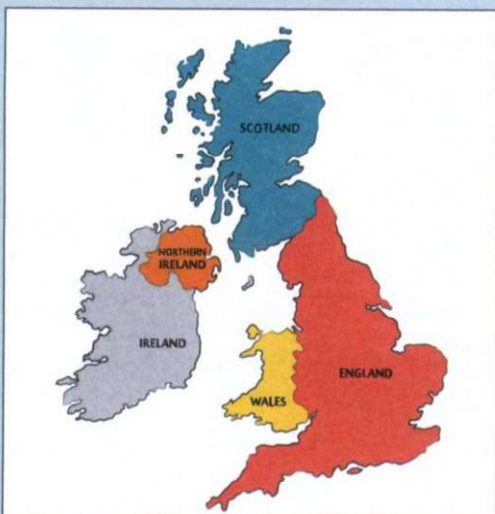 SCOTLAND
NORTHERN
IRELAND
IRELAND
ENGLAND
WALES